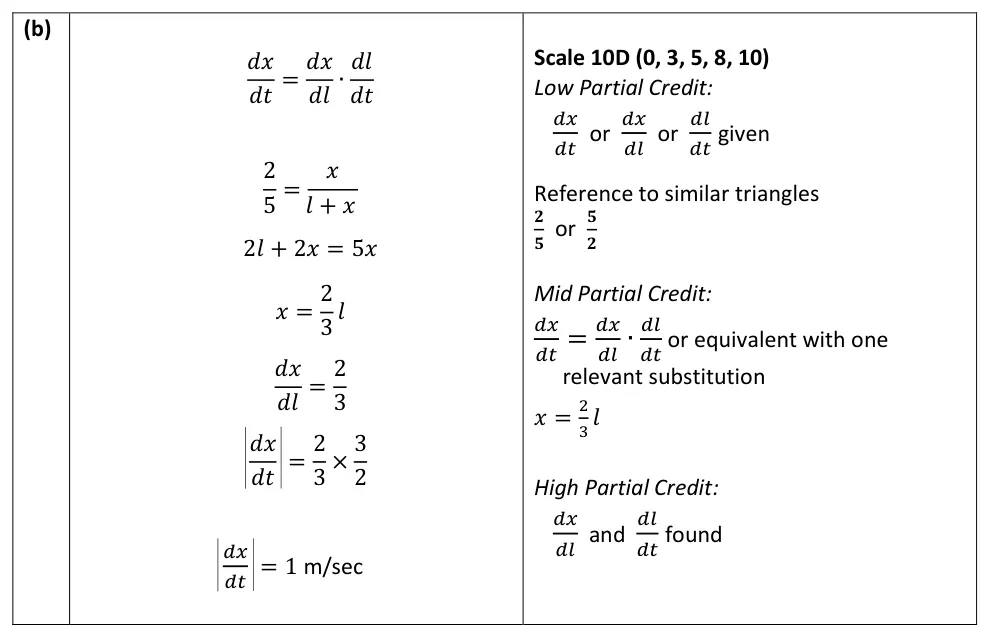 (b)
dx/dt = dx/dl · dl/dt
2/5 = x/(l + x)
2l + 2x = 5x
x = 2/3 l
dx/dl = 2/3
|dx/dt| = 2/3 × 3/2
|dx/dt| = 1 m/sec
Scale 10D (0, 3, 5, 8, 10)
Low Partial Credit:
dx/dt or dx/dl or dl/dt given
Reference to similar triangles
2/5 or 5/2
Mid Partial Credit:
dx/dt = dx/dl · dl/dt or equivalent with one
relevant substitution
x = 2/3 l
High Partial Credit:
dx/dl and dl/dt found